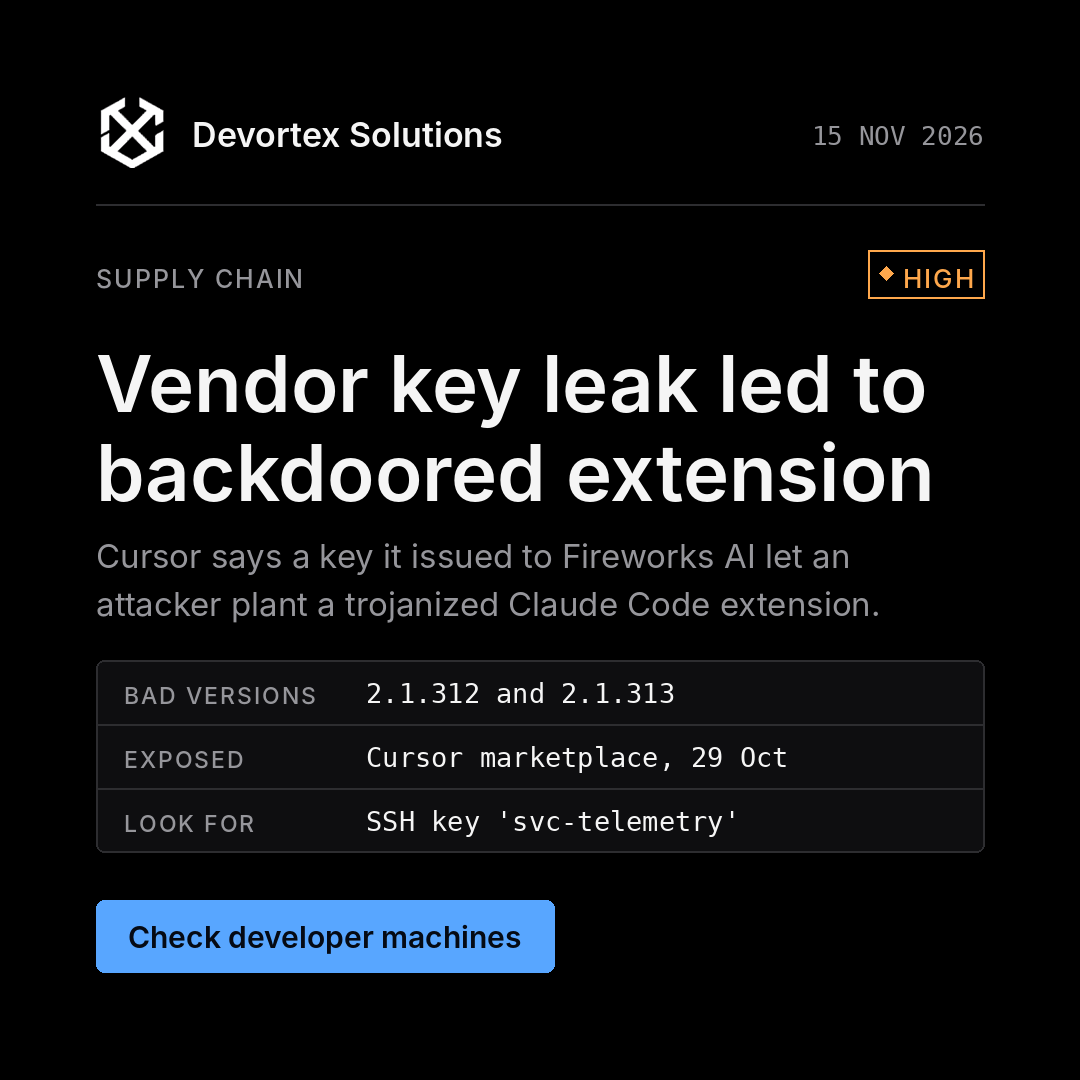 Devortex Solutions
15 NOV 2026
SUPPLY CHAIN
HIGH
Vendor key leak led to
backdoored extension
Cursor says a key it issued to Fireworks AI let an
attacker plant a trojanized Claude Code extension.
BAD VERSIONS 2.1.312 and 2.1.313
EXPOSED Cursor marketplace, 29 Oct
LOOK FOR SSH key 'svc-telemetry'
Check developer machines